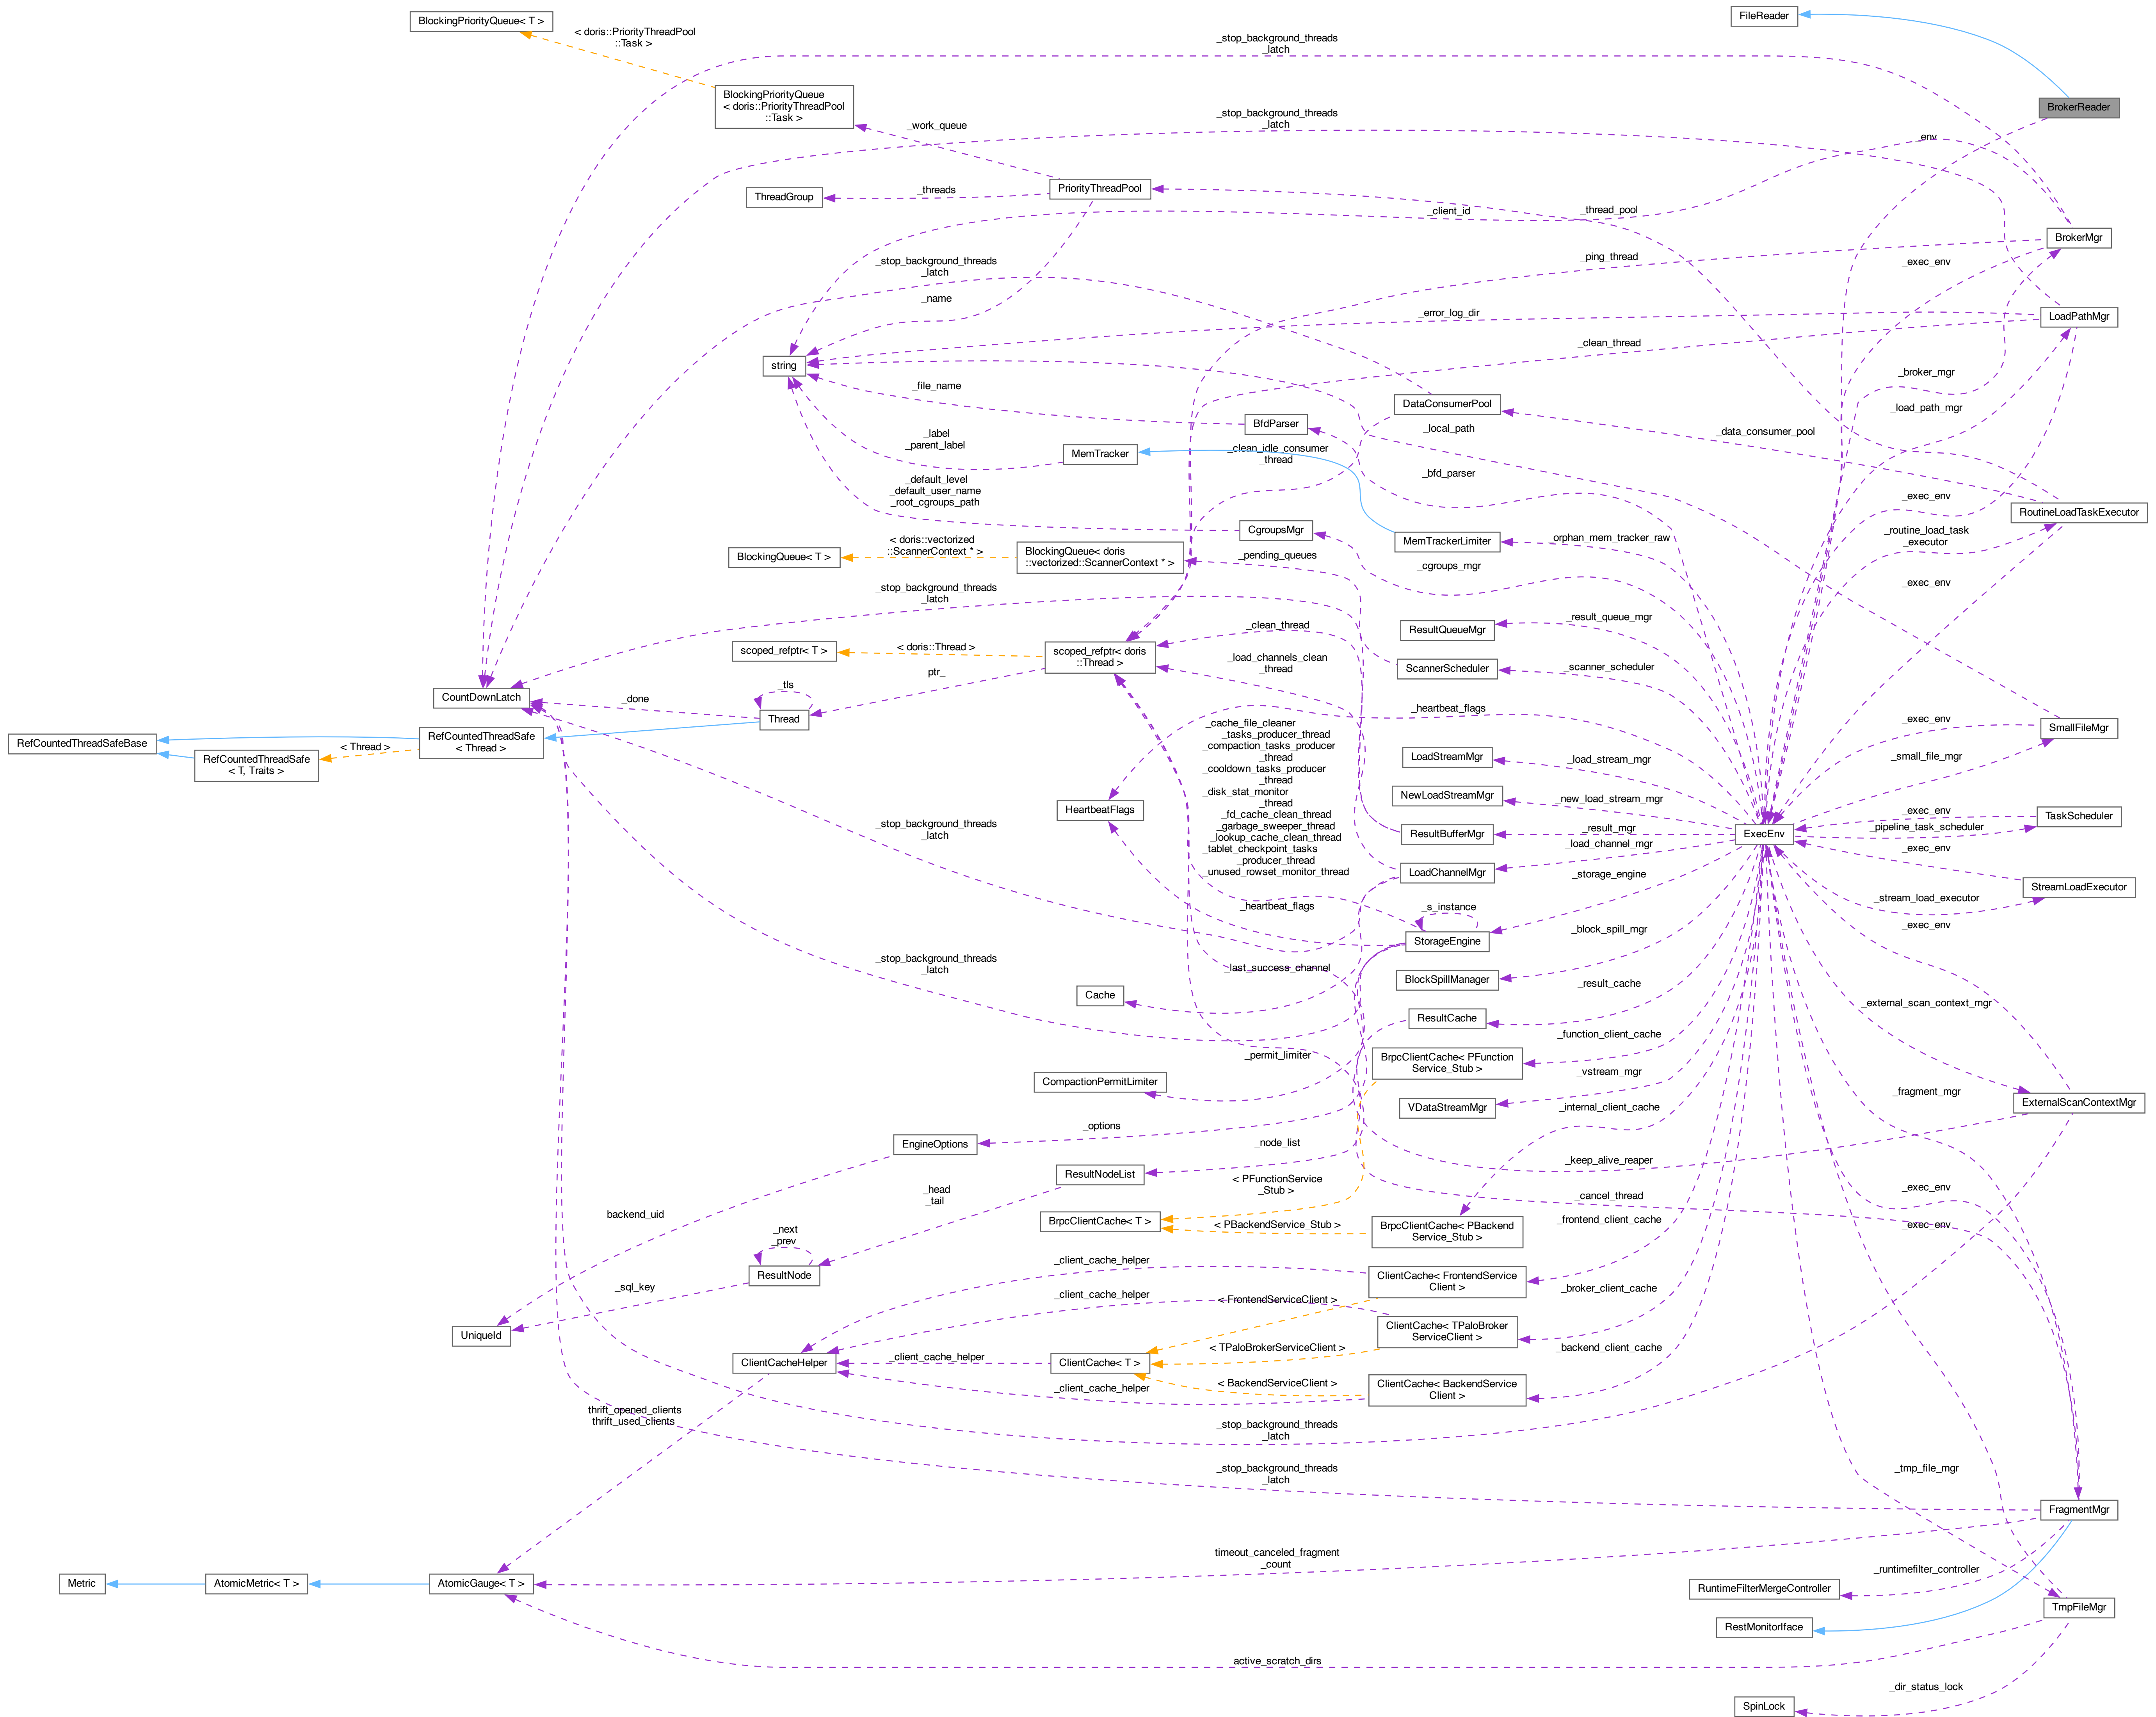 BlockingPriorityQueue< T >
FileReader
< doris::PriorityThreadPool
::Task >
_stop_background_threads
_latch
BlockingPriorityQueue
< doris::PriorityThreadPool
::Task >
BrokerReader
_work_queue
_stop_background_threads
_latch
_env
PriorityThreadPool
ThreadGroup
_threads
_client_id
_thread_pool
BrokerMgr
_stop_background_threads
_latch
_ping_thread
_exec_env
_name
_error_log_dir
LoadPathMgr
_clean_thread
string
_file_name
_broker_mgr
DataConsumerPool
_load_path_mgr
BfdParser
_label
_parent_label
_local_path
_data_consumer_pool
MemTracker
_clean_idle_consumer
_thread
_bfd_parser
_default_level
_default_user_name
_root_cgroups_path
_exec_env
RoutineLoadTaskExecutor
CgroupsMgr
MemTrackerLimiter
_orphan_mem_tracker_raw
_routine_load_task
_executor
< doris::vectorized
::ScannerContext * >
BlockingQueue< T >
BlockingQueue< doris
::vectorized::ScannerContext * >
_pending_queues
_cgroups_mgr
_exec_env
_stop_background_threads
_latch
_result_queue_mgr
ResultQueueMgr
_clean_thread
scoped_refptr< T >
< doris::Thread >
scoped_refptr< doris
::Thread >
_load_channels_clean
_thread
ScannerScheduler
_scanner_scheduler
ptr_
CountDownLatch
_done
_tls
Thread
_heartbeat_flags
_exec_env
SmallFileMgr
RefCountedThreadSafeBase
RefCountedThreadSafe
< Thread >
_cache_file_cleaner
_tasks_producer_thread
_compaction_tasks_producer
_thread
_cooldown_tasks_producer
_thread
_disk_stat_monitor
_thread
_fd_cache_clean_thread
_garbage_sweeper_thread
_lookup_cache_clean_thread
_tablet_checkpoint_tasks
_producer_thread
_unused_rowset_monitor_thread
< Thread >
RefCountedThreadSafe
< T, Traits >
LoadStreamMgr
_load_stream_mgr
_small_file_mgr
NewLoadStreamMgr
_new_load_stream_mgr
HeartbeatFlags
_exec_env
TaskScheduler
_stop_background_threads
_latch
ResultBufferMgr
_result_mgr
ExecEnv
_pipeline_task_scheduler
_load_channel_mgr
_exec_env
LoadChannelMgr
_storage_engine
StreamLoadExecutor
_heartbeat_flags
_s_instance
_stream_load_executor
StorageEngine
_block_spill_mgr
_exec_env
_stop_background_threads
_latch
_last_success_channel
BlockSpillManager
_result_cache
Cache
_external_scan_context_mgr
ResultCache
_function_client_cache
_permit_limiter
BrpcClientCache< PFunction
Service_Stub >
CompactionPermitLimiter
_vstream_mgr
VDataStreamMgr
_internal_client_cache
_fragment_mgr
ExternalScanContextMgr
_options
EngineOptions
_node_list
_keep_alive_reaper
ResultNodeList
_head
_tail
< PFunctionService
_Stub >
_cancel_thread
_exec_env
backend_uid
BrpcClientCache< T >
< PBackendService_Stub >
BrpcClientCache< PBackend
Service_Stub >
_frontend_client_cache
_exec_env
_next
_prev
_client_cache_helper
ResultNode
ClientCache< FrontendService
Client >
_sql_key
_client_cache_helper
< FrontendServiceClient >
_broker_client_cache
UniqueId
ClientCache< TPaloBroker
ServiceClient >
ClientCacheHelper
_client_cache_helper
ClientCache< T >
< TPaloBrokerServiceClient >
_backend_client_cache
< BackendServiceClient >
_client_cache_helper
ClientCache< BackendService
Client >
thrift_opened_clients
thrift_used_clients
_stop_background_threads
_latch
_stop_background_threads
_latch
_tmp_file_mgr
FragmentMgr
timeout_canceled_fragment
_count
Metric
AtomicMetric< T >
AtomicGauge< T >
_runtimefilter_controller
RuntimeFilterMergeController
TmpFileMgr
RestMonitorIface
active_scratch_dirs
_dir_status_lock
SpinLock